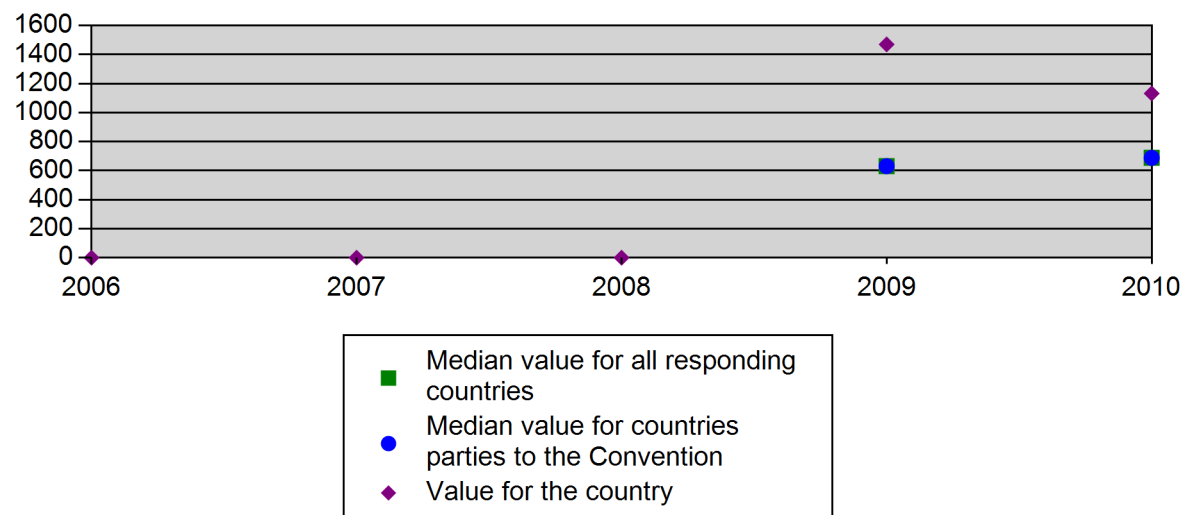 1600
1400
1200
1000
800
600
400
200
0
2006 2007 2008 2009 2010
Median value for all responding
countries
Median value for countries
parties to the Convention
Value for the country